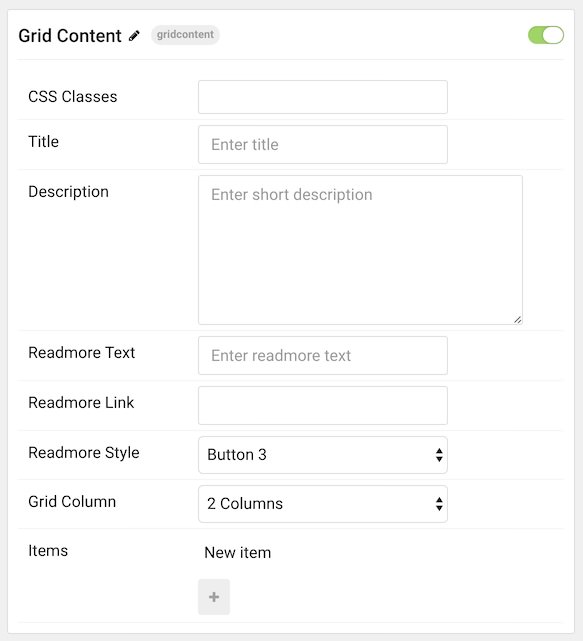 Grid Content gridcontent
CSS Classes
Title Enter title
Description Enter short description
Readmore Text Enter readmore text
Readmore Link
Readmore Style Button 3
Grid Column 2 Columns
Items New item
+